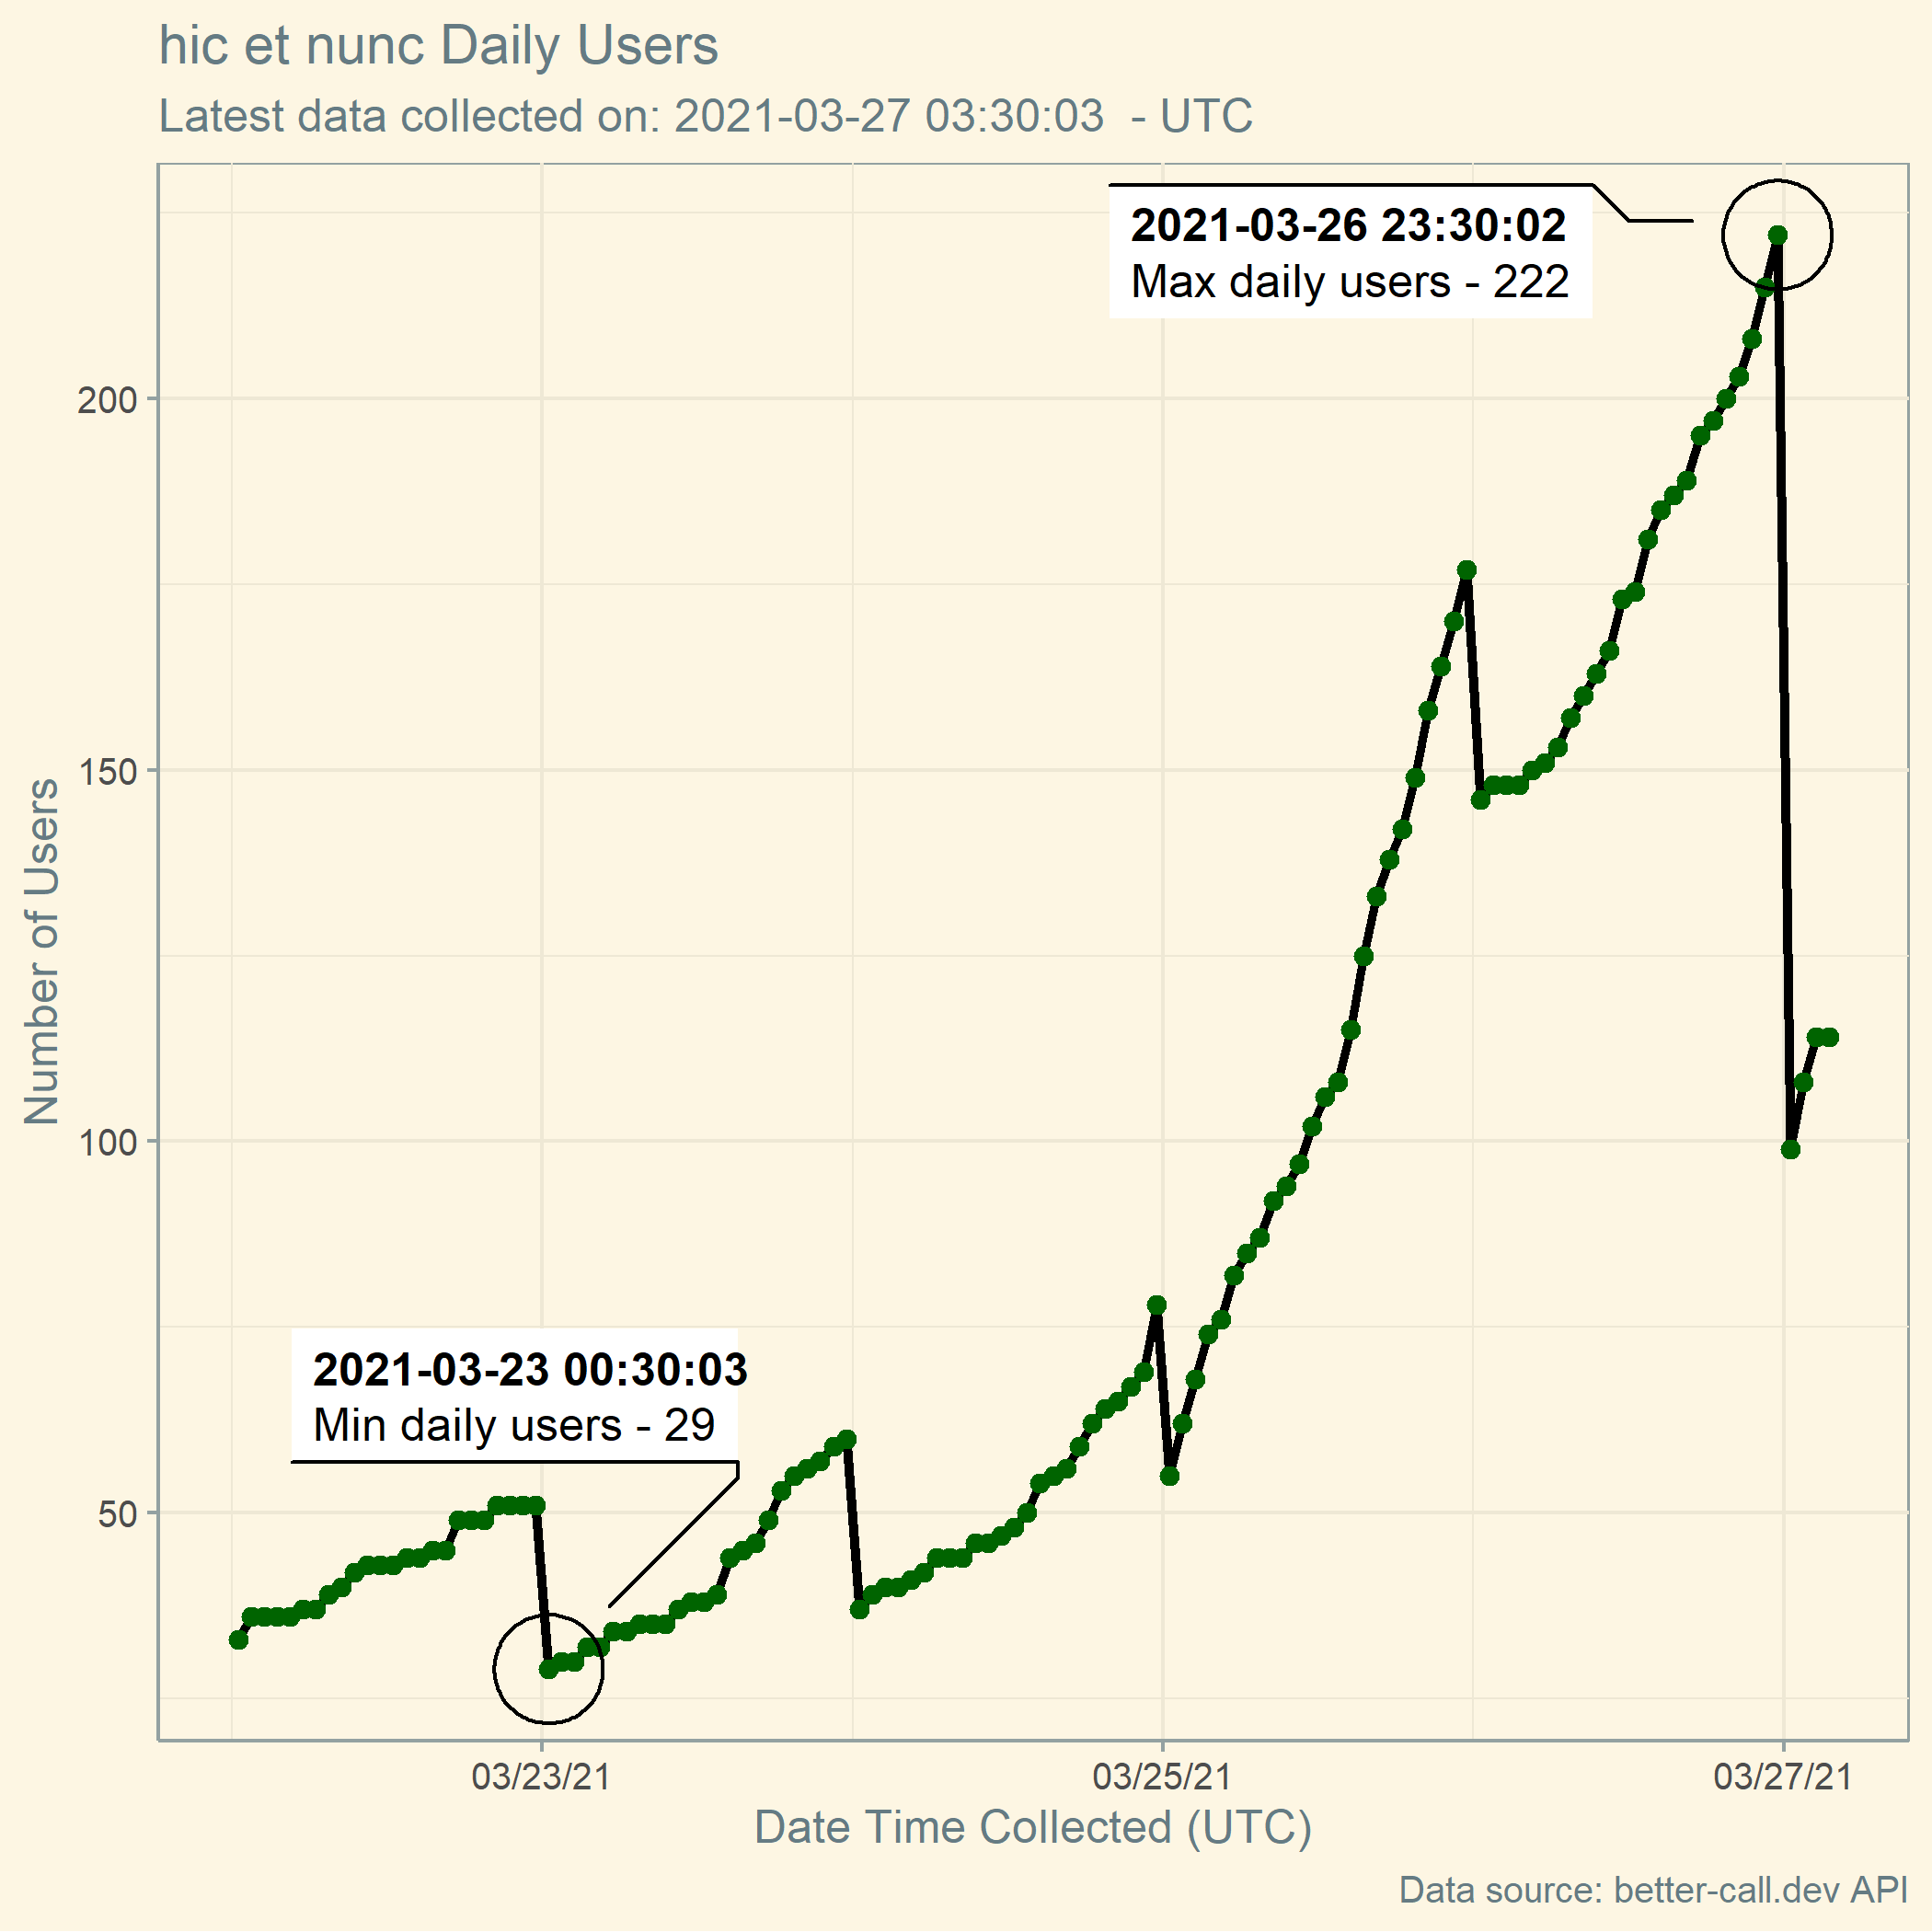 hic et nunc Daily Users
Latest data collected on: 2021-03-27 03:30:03  - UTC
2021-03-26 23:30:02
Max daily users - 222
200
150
100
50
Number of Users
2021-03-23 00:30:03
Min daily users - 29
03/23/21
03/25/21
03/27/21
Date Time Collected (UTC)
Data source: better-call.dev API